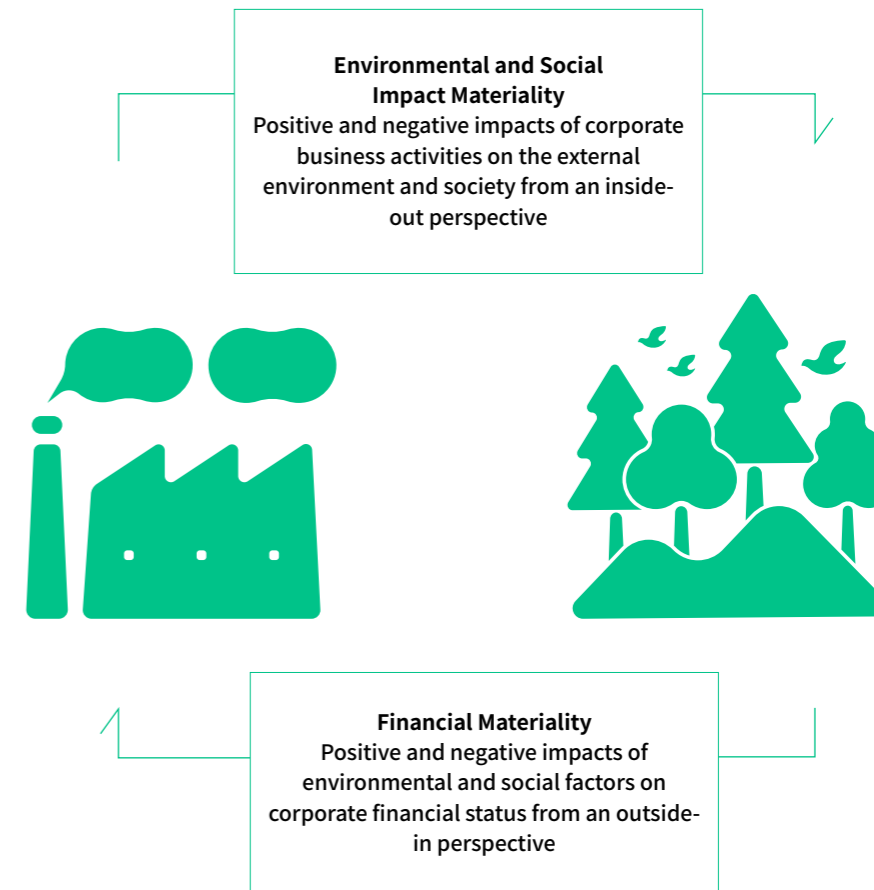 Environmental and Social
Impact Materiality
Positive and negative impacts of corporate
business activities on the external
environment and society from an inside-
out perspective
Financial Materiality
Positive and negative impacts of
environmental and social factors on
corporate financial status from an outside-
in perspective